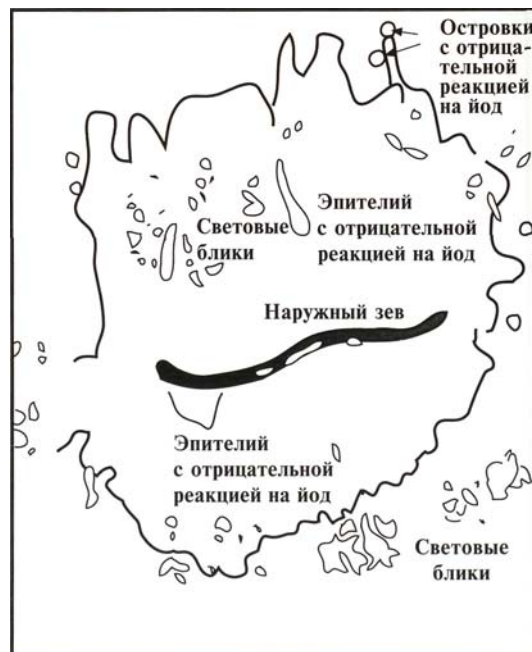 Островки
с отрица-
тельной
реакцией
на йод
Эпителий
с отрицательной
реакцией на йод
Световые
блики
Наружный зев
Эпителий
с отрицательной
реакцией на йод
Световые
блики